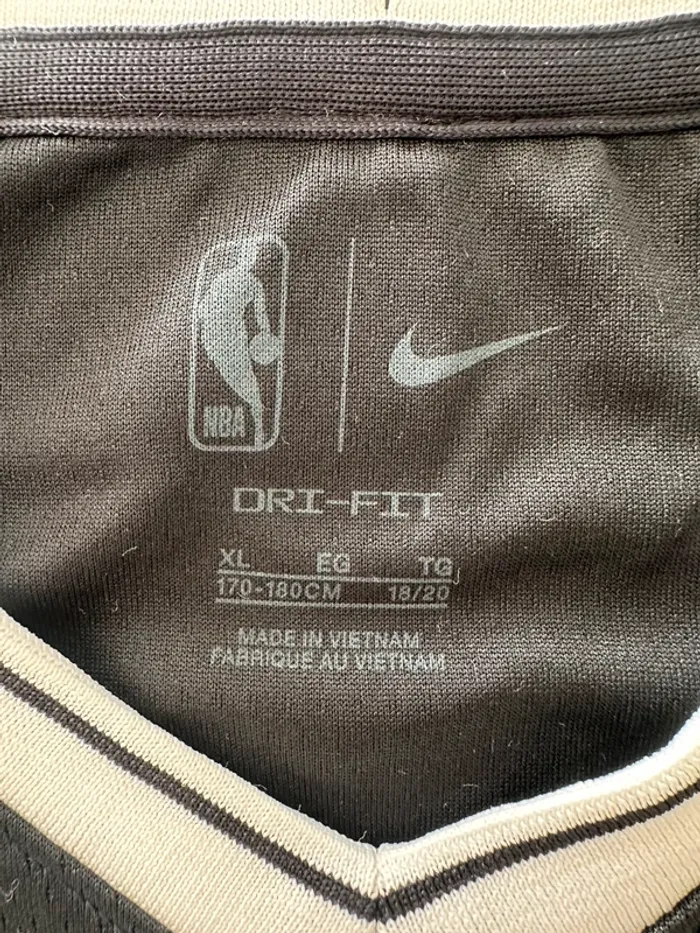 NBA
DRI-FIT
XL EG TG
170-180CM 18/20
MADE IN VIETNAM
FABRIQUE AU VIETNAM